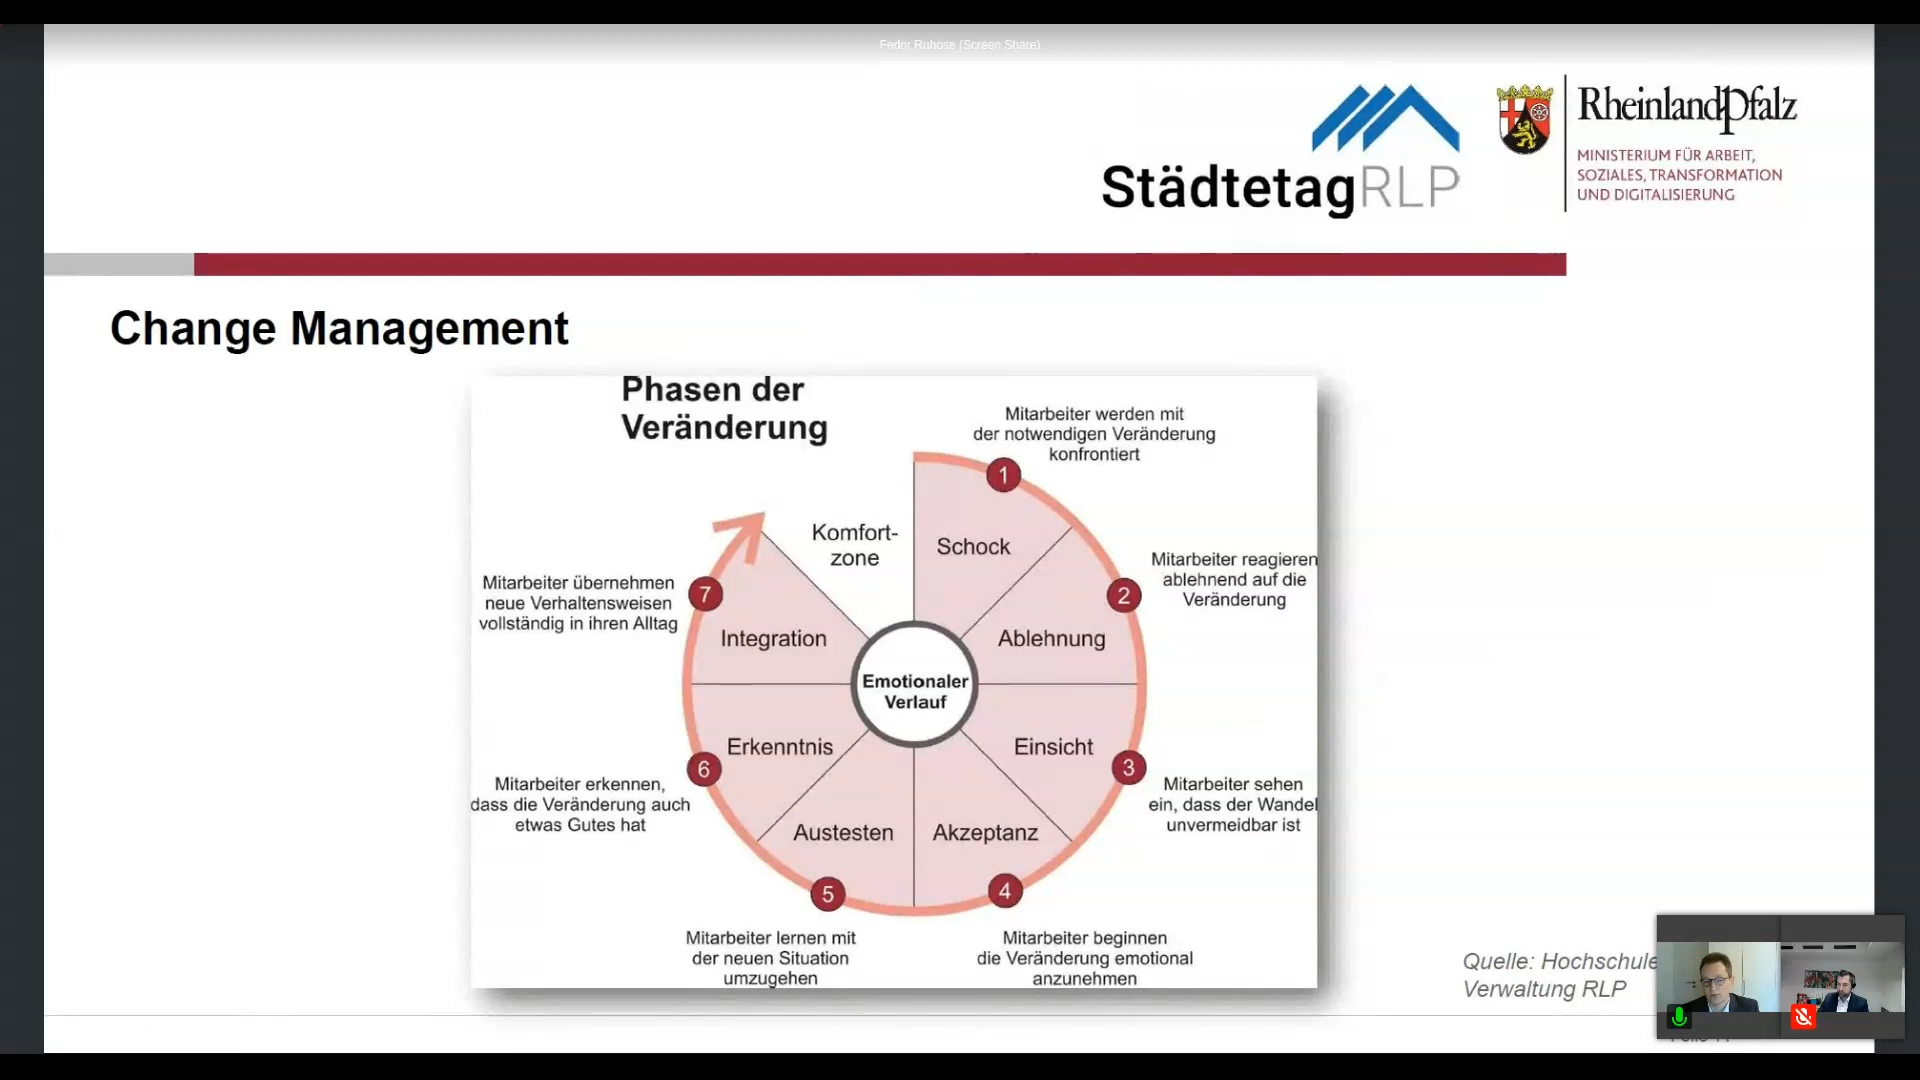 Fedor Ruhose (Screen Share)
StädtetagRLP
RheinlandPfalz
MINISTERIUM FÜR ARBEIT,
SOZIALES, TRANSFORMATION
UND DIGITALISIERUNG
Change Management
Phasen der
Veränderung
Mitarbeiter werden mit
der notwendigen Veränderung
konfrontiert
1
Komfort-
zone
Schock
Mitarbeiter reagieren
ablehnend auf die
Veränderung
2
Mitarbeiter übernehmen
neue Verhaltensweisen
vollständig in ihren Alltag
7
Integration
Ablehnung
Emotionaler
Verlauf
Erkenntnis
Einsicht
6
3
Mitarbeiter erkennen,
dass die Veränderung auch
etwas Gutes hat
Mitarbeiter sehen
ein, dass der Wandel
unvermeidbar ist
Austesten
Akzeptanz
5
4
Mitarbeiter lernen mit
der neuen Situation
umzugehen
Mitarbeiter beginnen
die Veränderung emotional
anzunehmen
Quelle: Hochschule
Verwaltung RLP